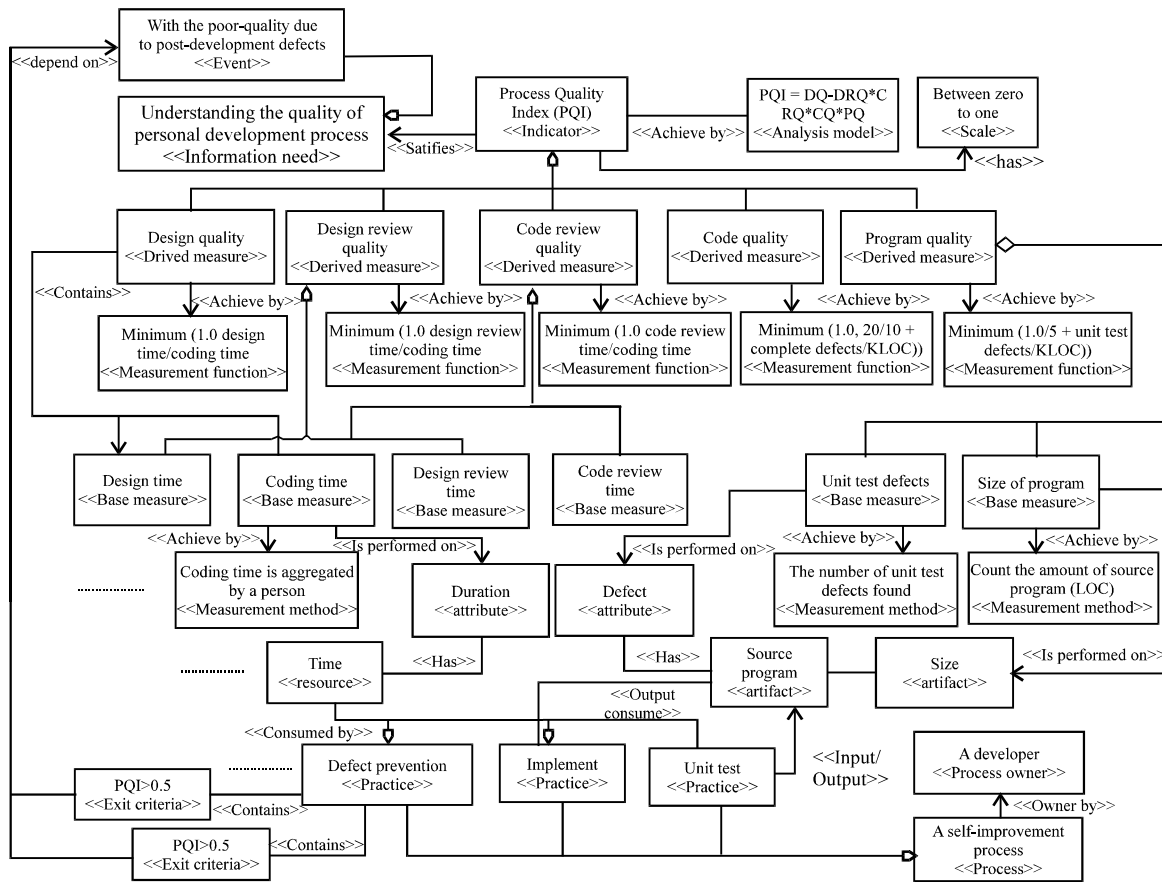 With the poor-quality due
to post-development defects
<<Event>>
<<depend on>>
Understanding the quality of
personal development process
<<Information need>>
<<Satifies>>
Process Quality
Index (PQI)
<<Indicator>>
<<Achieve by>>
PQI = DQ-DRQ*C
RQ*CQ*PQ
<<Analysis model>>
Between zero
to one
<<Scale>>
<<has>>
Design quality
<<Drived measure>>
Design review
quality
<<Derived measure>>
Code review
quality
<<Derived measure>>
Code quality
<<Derived measure>>
Program quality
<<Derived measure>>
<<Contains>>
<<Achieve by>>
<<Achieve by>>
<<Achieve by>>
<<Achieve by>>
<<Achieve by>>
Minimum (1.0 design
time/coding time
<<Measurement function>>
Minimum (1.0 design review
time/coding time
<<Measurement function>>
Minimum (1.0 code review
time/coding time
<<Measurement function>>
Minimum (1.0, 20/10 +
complete defects/KLOC))
<<Measurement function>>
Minimum (1.0/5 + unit test
defects/KLOC))
<<Measurement function>>
Design time
<<Base measure>>
Coding time
<<Base measure>>
Design review
time
<<Base measure>>
Code review
time
<<Base measure>>
Unit test defects
<<Base measure>>
Size of program
<<Base measure>>
<<Achieve by>>
<<Is performed on>>
<<Is performed on>>
<<Achieve by>>
<<Achieve by>>
Coding time is aggregated
by a person
<<Measurement method>>
Duration
<<attribute>>
Defect
<<attribute>>
The number of unit test
defects found
<<Measurement method>>
Count the amount of source
program (LOC)
<<Measurement method>>
Time
<<resource>>
<<Has>>
<<Has>>
Source
program
<<artifact>>
Size
<<artifact>>
<<Is performed on>>
<<Output
consume>>
<<Consumed by>>
Defect prevention
<<Practice>>
Implement
<<Practice>>
Unit test
<<Practice>>
<<Input/
Output>>
A developer
<<Process owner>>
PQI>0.5
<<Exit criteria>>
<<Contains>>
<<Owner by>>
PQI>0.5
<<Exit criteria>>
<<Contains>>
A self-improvement
process
<<Process>>